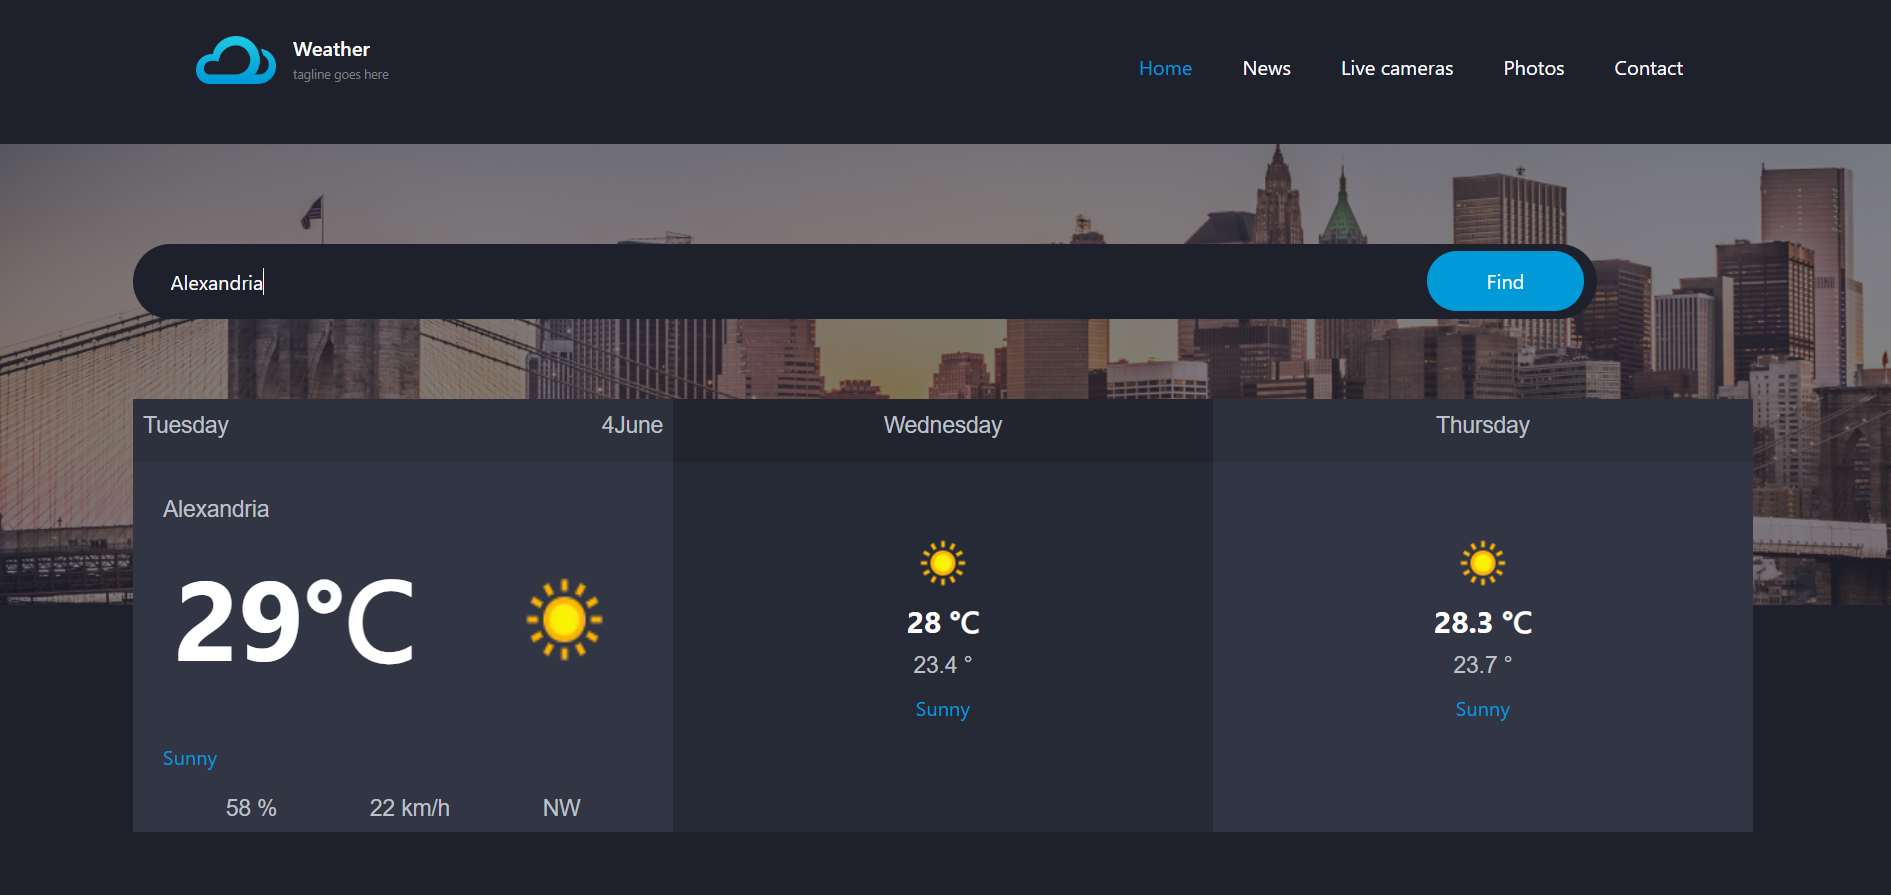 Weather
tagline goes here
Home News Live cameras Photos Contact
Alexandria
Find
Tuesday 4June
Wednesday
Thursday
Alexandria
29°C
Sunny
58 % 22 km/h NW
28 °C
23.4 °
Sunny
28.3 °C
23.7 °
Sunny